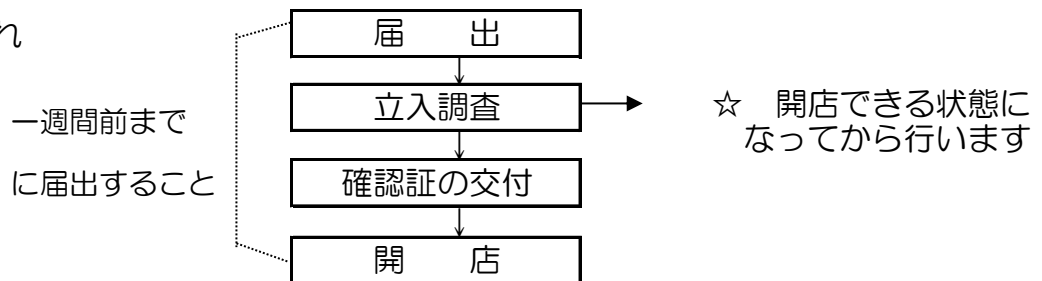 れ
届　　出
立入調査
☆　開店できる状態に
なってから行います
一週間前まで
に届出すること
確認証の交付
開　　店